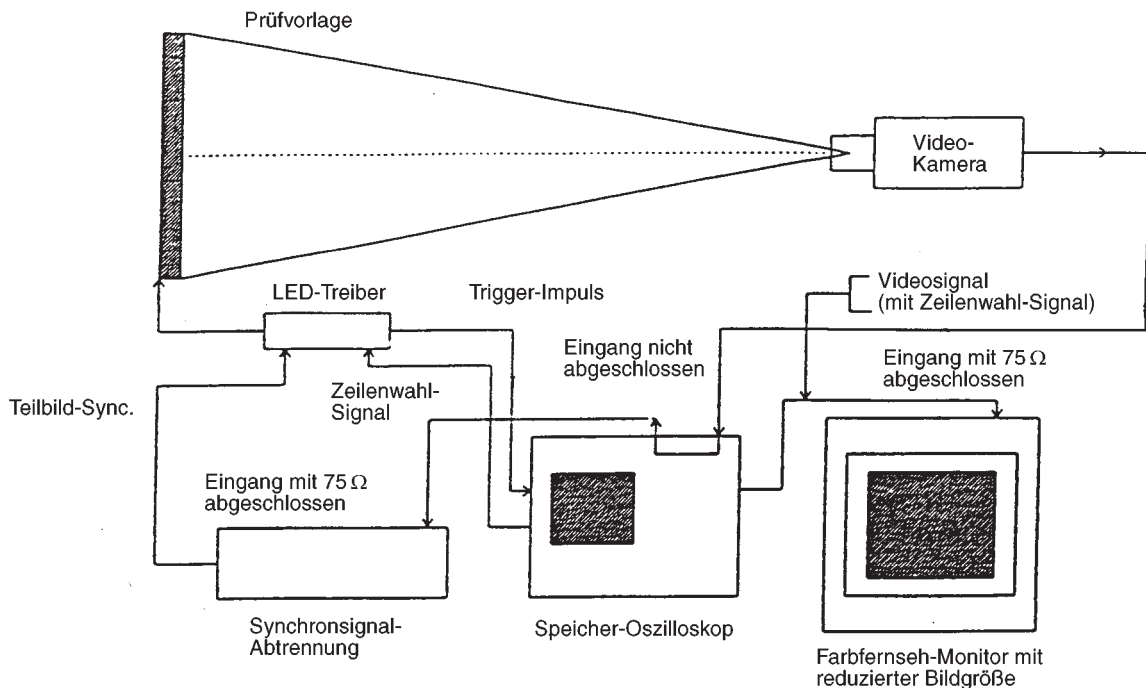 Prüfvorlage
Video-
Kamera
LED-Treiber
Trigger-Impuls
Videosignal
(mit Zeilenwahl-Signal)
Eingang nicht
abgeschlossen
Eingang mit 75 Ω
abgeschlossen
Teilbild-Sync.
Zeilenwahl-
Signal
Eingang mit 75 Ω
abgeschlossen
Synchronsignal-
Abtrennung
Speicher-Oszilloskop
Farbfernseh-Monitor mit
reduzierter Bildgröße